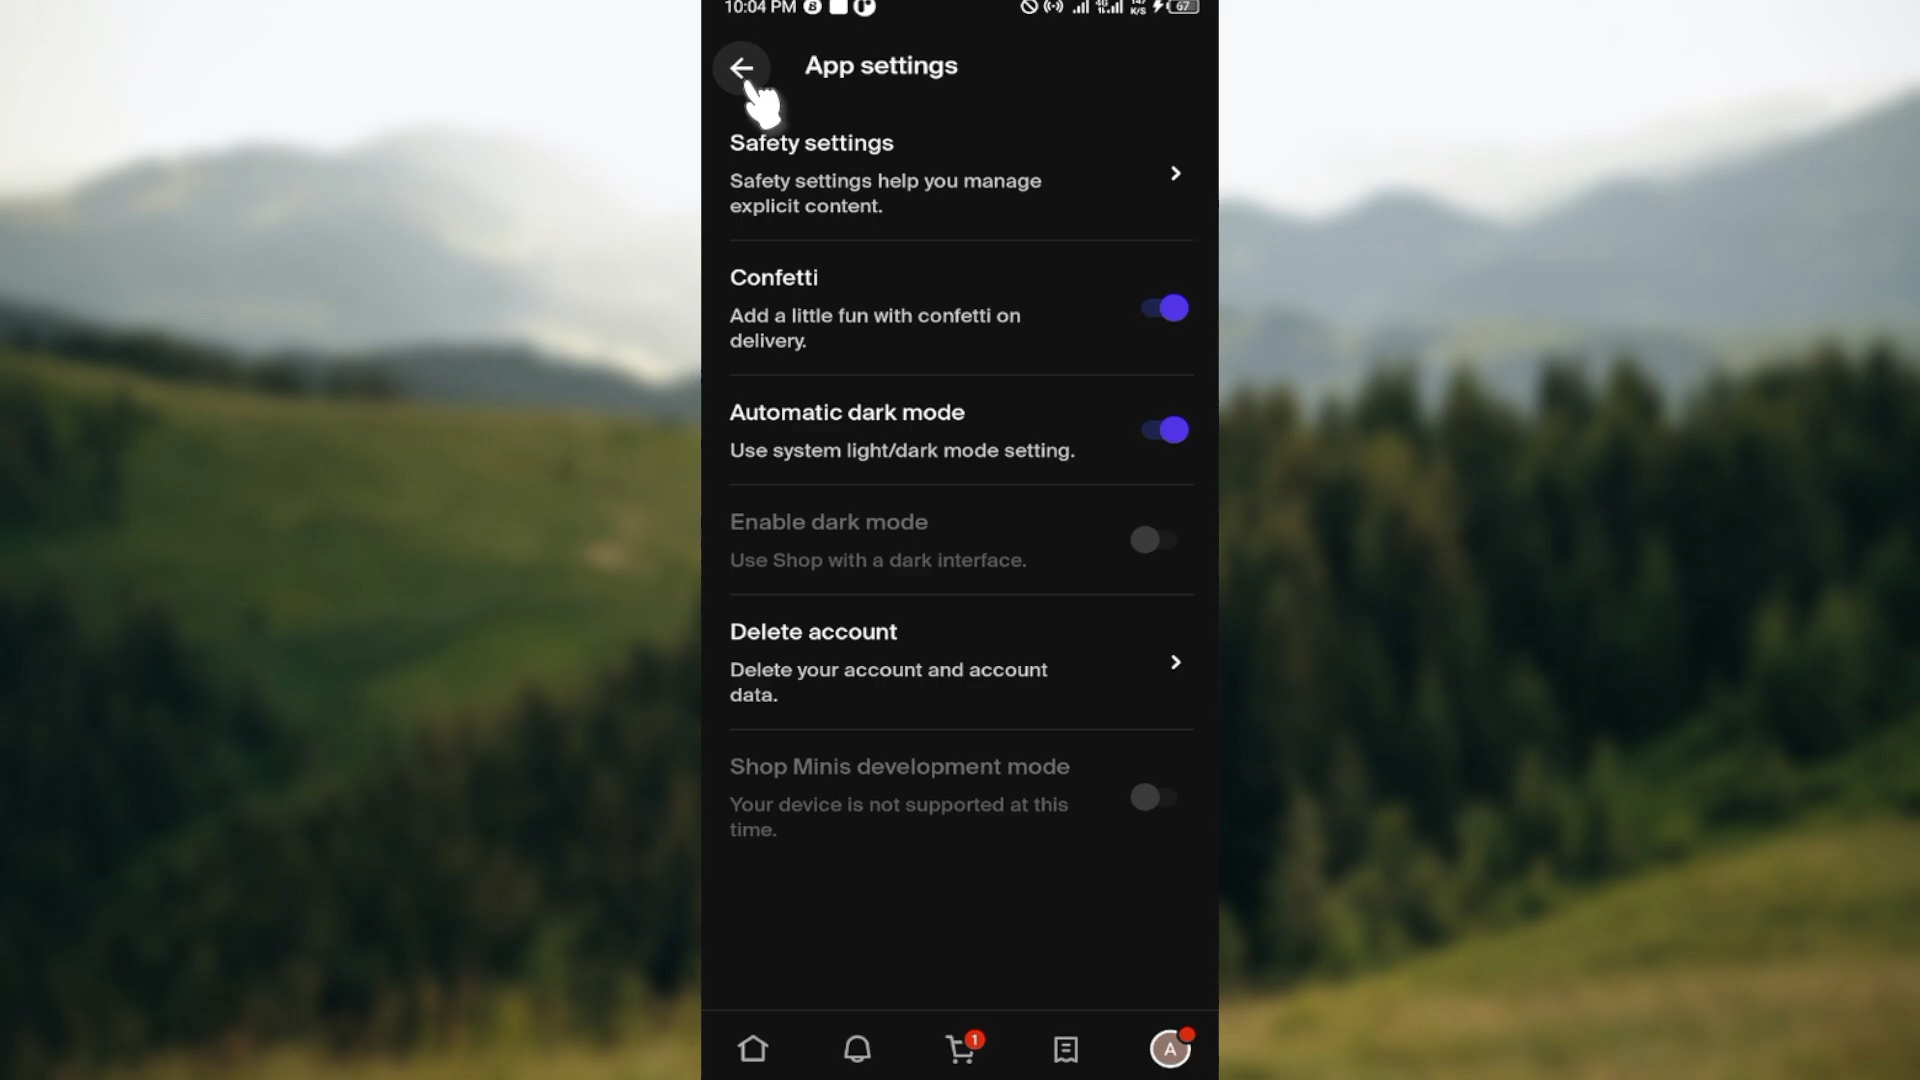 10:04 PM
147
4G
K/S
67
App settings
Safety settings
Safety settings help you manage
explicit content.
Confetti
Add a little fun with confetti on
delivery.
Automatic dark mode
Use system light/dark mode setting.
Enable dark mode
Use Shop with a dark interface.
Delete account
Delete your account and account
data.
Shop Minis development mode
Your device is not supported at this
time.
1
A